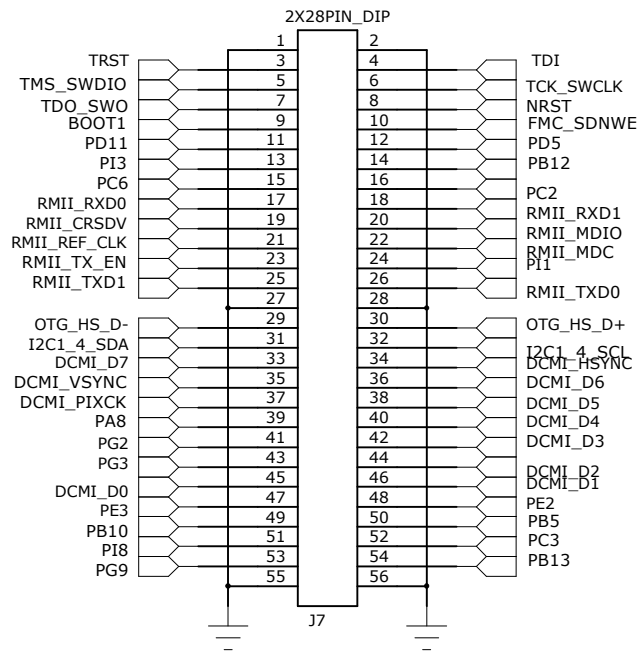 2X28PIN_DIP
1 2
TRST 3 4 TDI
TMS_SWDIO 5 6 TCK_SWCLK
TDO_SWO 7 8 NRST
BOOT1 9 10 FMC_SDNWE
PD11 11 12 PD5
PI3 13 14 PB12
PC6 15 16 PC2
RMII_RXD0 17 18 RMII_RXD1
RMII_CRSDV 19 20 RMII_MDIO
RMII_REF_CLK 21 22 RMII_MDC
RMII_TX_EN 23 24 PI1
RMII_TXD1 25 26 RMII_TXD0
27 28
OTG_HS_D- 29 30 OTG_HS_D+
I2C1_4_SDA 31 32 I2C1_4_SCL
DCMI_D7 33 34 DCMI_HSYNC
DCMI_VSYNC 35 36 DCMI_D6
DCMI_PIXCK 37 38 DCMI_D5
PA8 39 40 DCMI_D4
PG2 41 42 DCMI_D3
PG3 43 44 DCMI_D2
DCMI_D0 45 46 DCMI_D1
PE3 47 48 PE2
PB10 49 50 PB5
PI8 51 52 PC3
PG9 53 54 PB13
55 56
J7